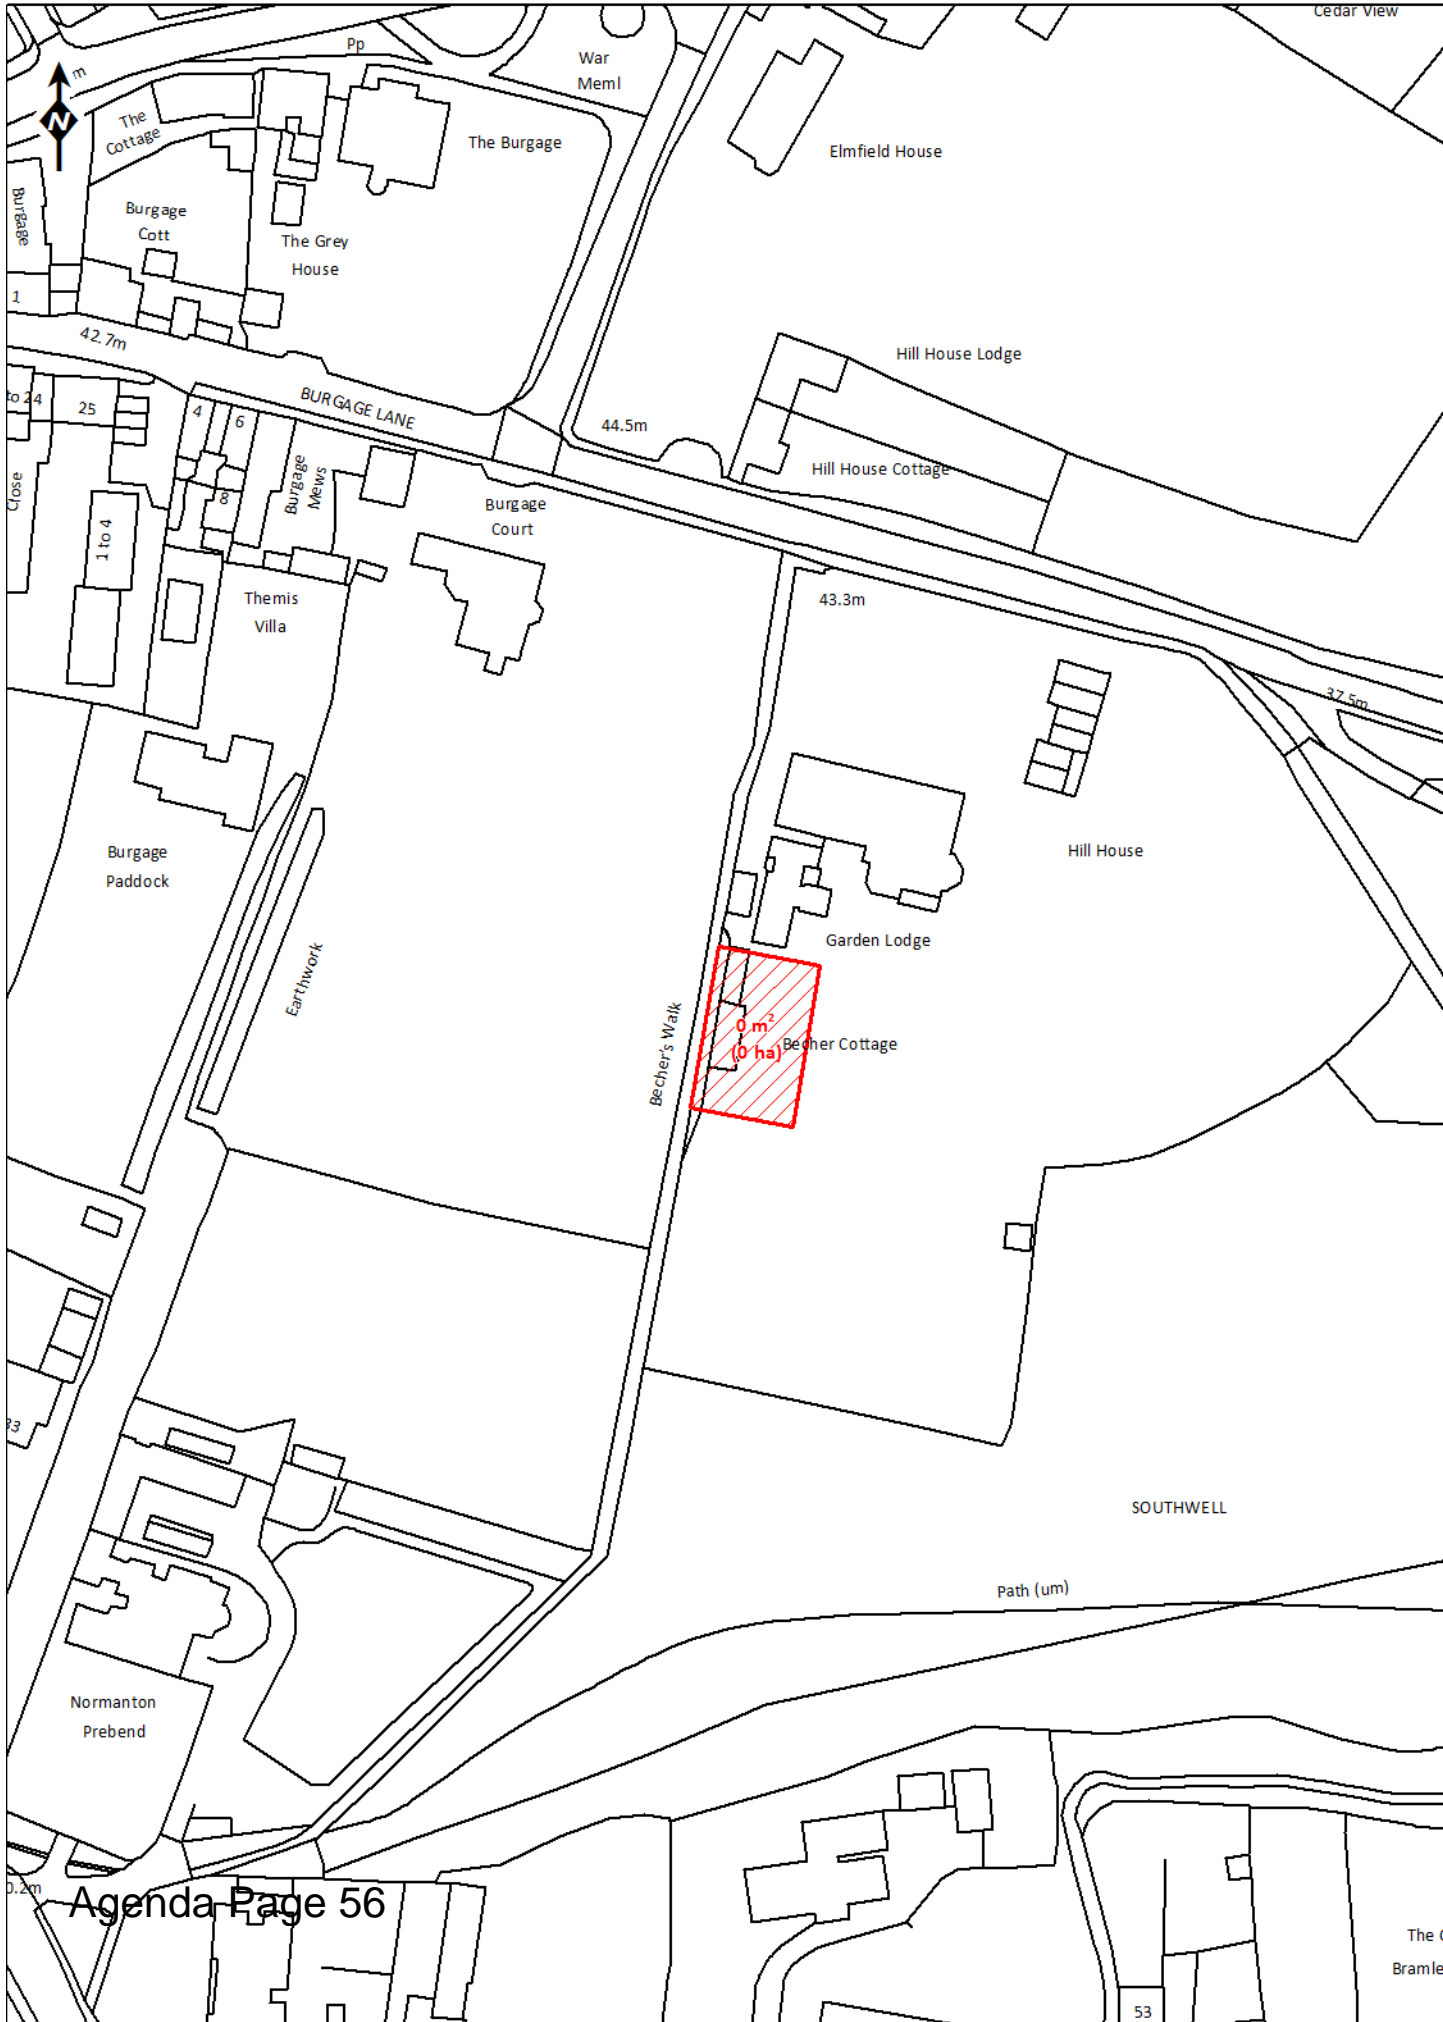 Cedar View
Pp
War
Meml
m
N
The
Cottage
The Burgage
Elmfield House
Burgage
Burgage
Cott
The Grey
House
1
42.7m
Hill House Lodge
to 24
25
4
6
BURGAGE LANE
44.5m
Hill House Cottage
Close
8
Burgage
Mews
Burgage
Court
1 to 4
Themis
Villa
43.3m
37.5m
Burgage
Paddock
Hill House
Garden Lodge
Earthwork
Becher's Walk
0 m²
(0 ha)
Becher Cottage
33
SOUTHWELL
Path (um)
Normanton
Prebend
0.2m
Agenda Page 56
The
Bramle
53